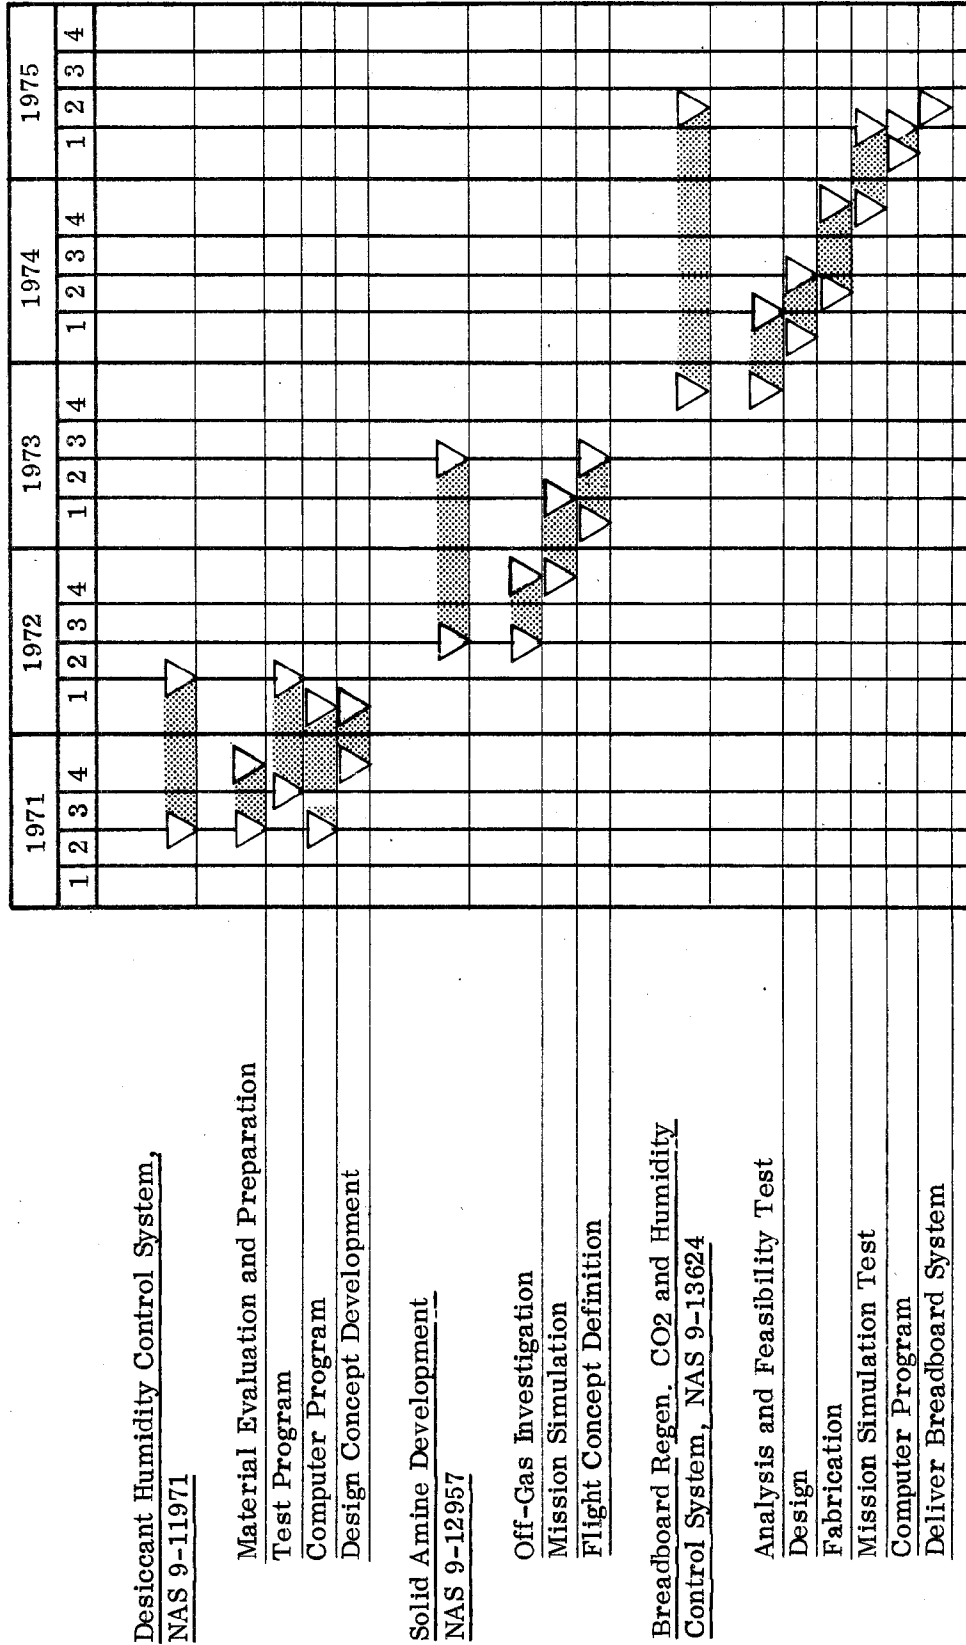 1971 1972 1973 1974 1975
1 2 3 4 1 2 3 4 1 2 3 4 1 2 3 4 1 2 3 4
Desiccant Humidity Control System,
NAS 9-11971
Material Evaluation and Preparation
Test Program
Computer Program
Design Concept Development
Solid Amine Development
NAS 9-12957
Off-Gas Investigation
Mission Simulation
Flight Concept Definition
Breadboard Regen. CO2 and Humidity
Control System, NAS 9-13624
Analysis and Feasibility Test
Design
Fabrication
Mission Simulation Test
Computer Program
Deliver Breadboard System